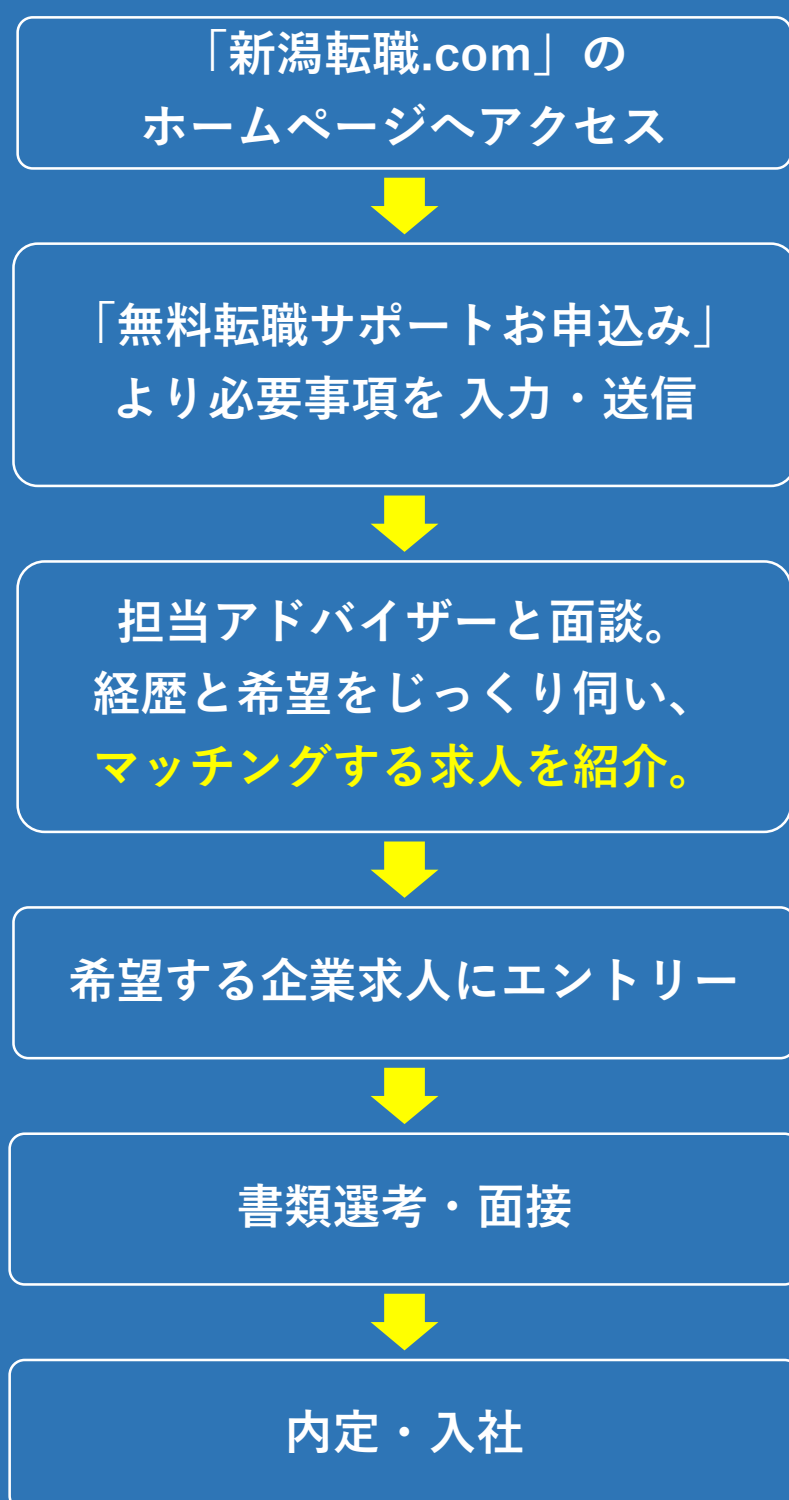 「新潟転職.com」の
ホームページへアクセス
「無料転職サポートお申込み」
より必要事項を 入力・送信
担当アドバイザーと面談。
経歴と希望をじっくり伺い、
マッチングする求人を紹介。
希望する企業求人にエントリー
書類選考・面接
内定・入社